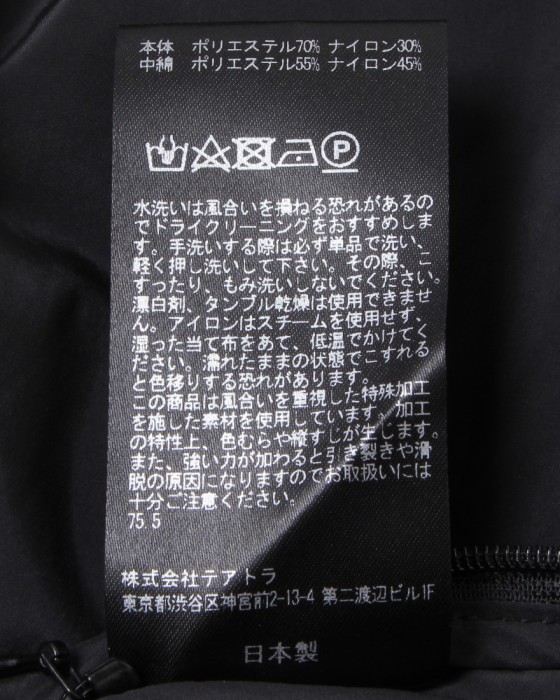 本体 ポリエステル70% ナイロン30%
中綿 ポリエステル55% ナイロン45%
P
水洗いは風合いを損ねる恐れがあるの
でドライクリーニングをおすすめしま
す。手洗いする際は必ず単品で洗い、
軽く押し洗いして下さい。その際、こ
すったり、もみ洗いしないでください。
漂白剤、タンブル乾燥は使用できませ
ん。アイロンはスチームを使用せず、
湿った当て布をあて、低温でかけてく
ださい。濡れたままの状態でこすれる
と色移りする恐れがあります。
この商品は風合いを重視した特殊加工
を施した素材を使用しています。加工
の特性上、色むらや縦すじが生じます。
また、強い力が加わると引き裂きや滑
脱の原因になりますのでお取扱いには
十分ご注意ください。
75.5
株式会社テアトラ
東京都渋谷区神宮前2-13-4 第二渡辺ビル1F
日本製